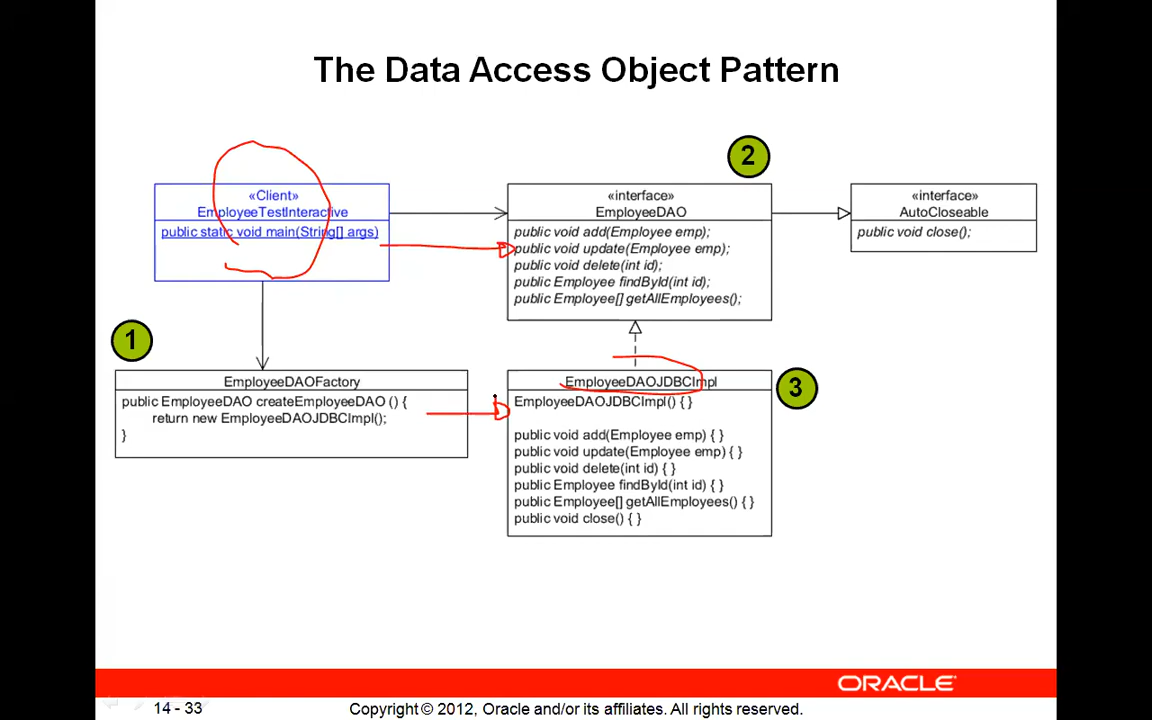 The Data Access Object Pattern
2
«Client»
EmployeeTestInteractive
public static void main(String[] args)
«interface»
EmployeeDAO
public void add(Employee emp);
public void update(Employee emp);
public void delete(int id);
public Employee findById(int id);
public Employee[] getAllEmployees();
«interface»
AutoCloseable
public void close();
1
EmployeeDAOFactory
public EmployeeDAO createEmployeeDAO () {
return new EmployeeDAOJDBCImpl();
}
3
EmployeeDAOJDBCImpl
EmployeeDAOJDBCImpl() { }
public void add(Employee emp) { }
public void update(Employee emp) { }
public void delete(int id) { }
public Employee findById(int id) { }
public Employee[] getAllEmployees() { }
public void close() { }
ORACLE
14 - 33
Copyright © 2012, Oracle and/or its affiliates. All rights reserved.